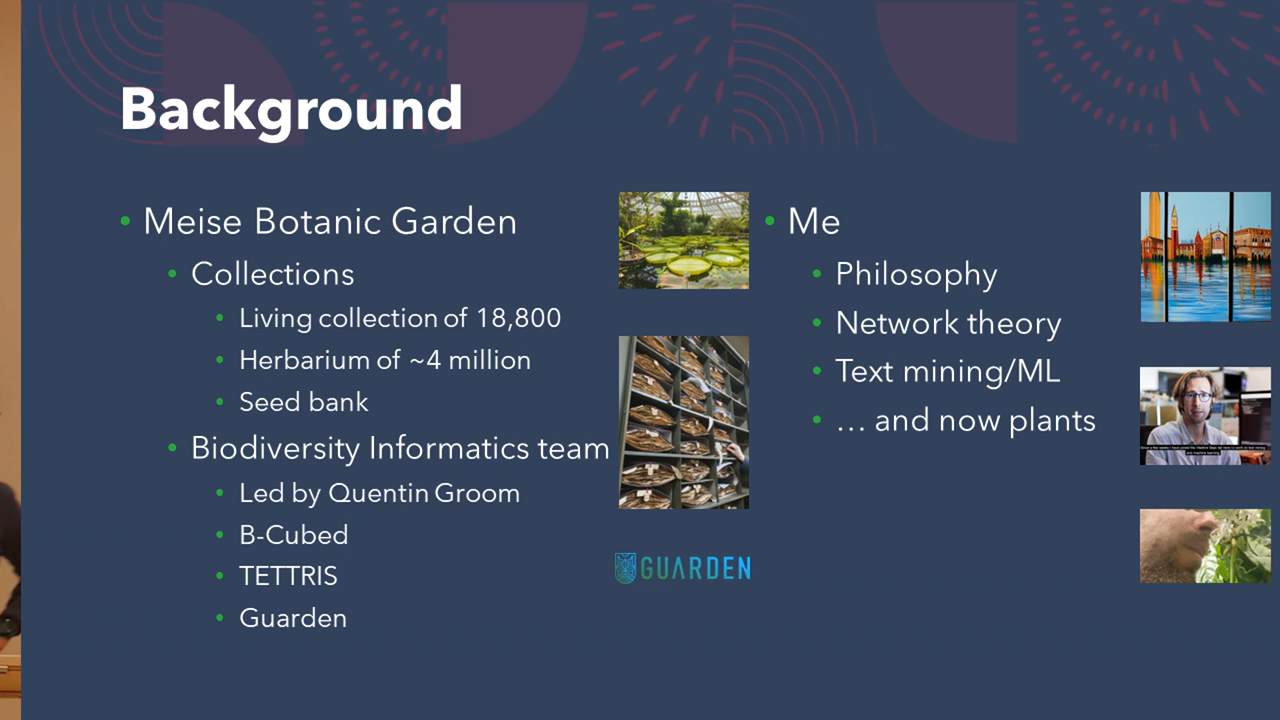 Background
• Meise Botanic Garden
• Collections
• Living collection of 18,800
• Herbarium of ~4 million
• Seed bank
• Biodiversity Informatics team
• Led by Quentin Groom
• B-Cubed
• TETTRIS
• Guarden
GUARDEN
• Me
• Philosophy
• Network theory
• Text mining/ML
• … and now plants